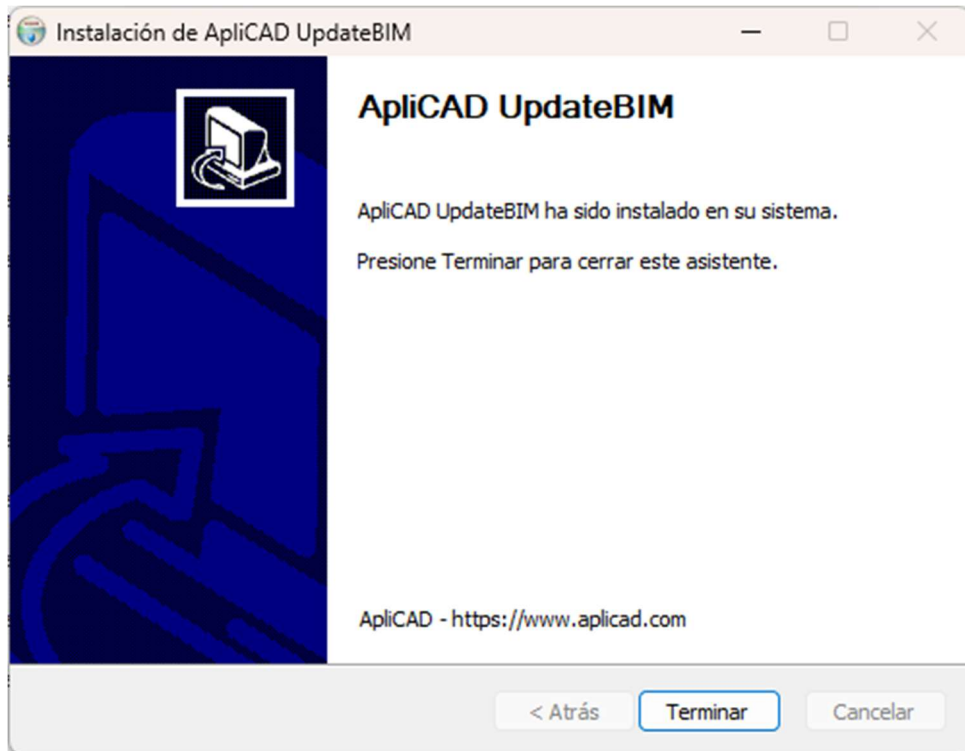 Instalación de ApliCAD UpdateBIM
ApliCAD UpdateBIM
ApliCAD UpdateBIM ha sido instalado en su sistema.
Presione Terminar para cerrar este asistente.
ApliCAD - https://www.aplicad.com
< Atrás
Terminar
Cancelar